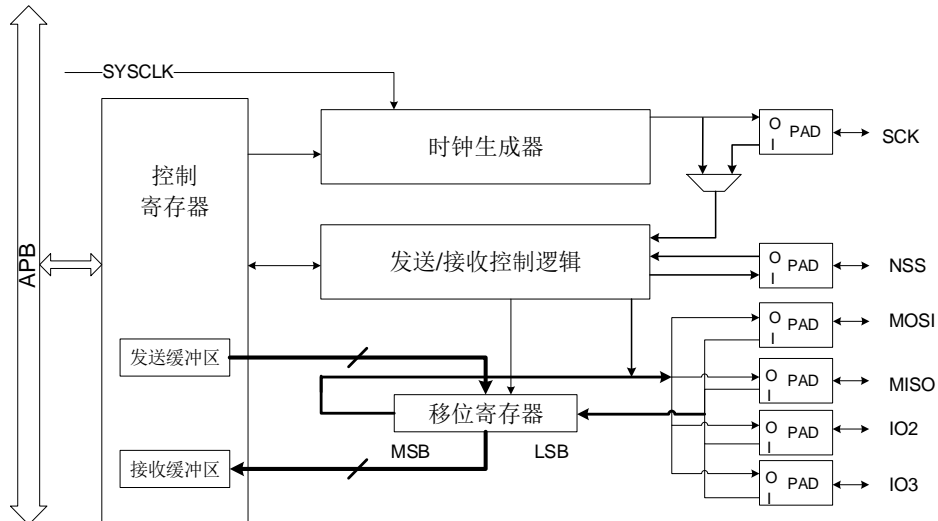 SYSCLK
APB
控制
寄存器
时钟生成器
O
I
PAD
SCK
发送/接收控制逻辑
O
I
PAD
NSS
O
I
PAD
MOSI
发送缓冲区
O
I
PAD
MISO
移位寄存器
MSB
LSB
O
I
PAD
IO2
接收缓冲区
O
I
PAD
IO3